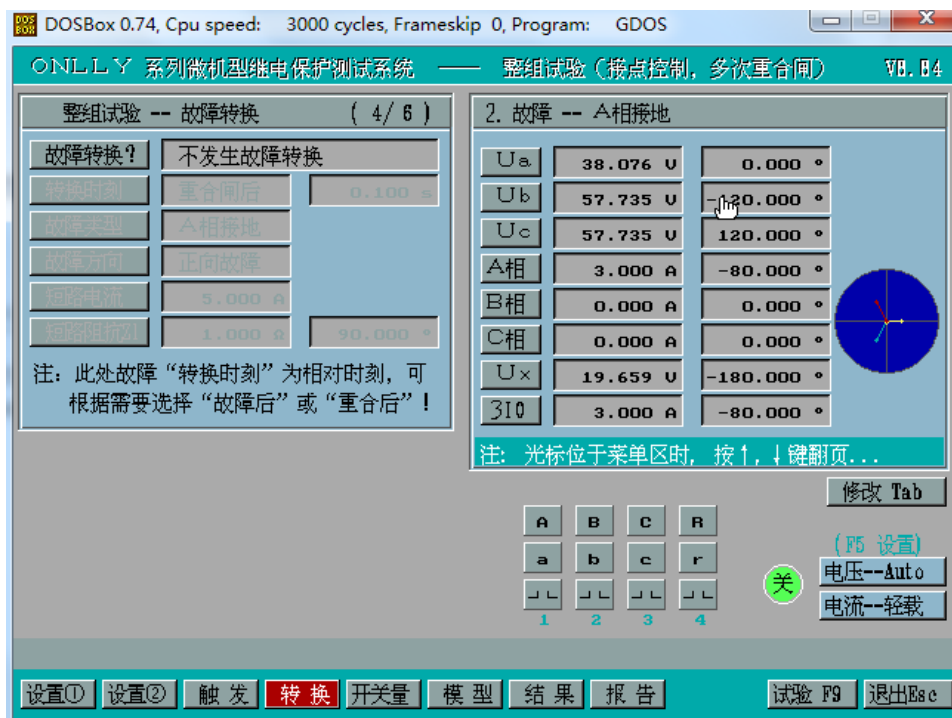 DOSBox 0.74, Cpu speed: 3000 cycles, Frameskip 0, Program: GDOS
ONLLY 系列微机型继电保护测试系统 —— 整组试验(接点控制, 多次重合闸) V8.04
整组试验 -- 故障转换 ( 4/ 6 )
故障转换? 不发生故障转换
转换时刻 重合闸后 0.100 s
故障类型 A相接地
故障方向 正向故障
短路电流 5.000 A
短路阻抗Z1 1.000 Ω 90.000 °
注: 此处故障“转换时刻”为相对时刻, 可
根据需要选择“故障后”或“重合后”!
2. 故障 -- A相接地
Ua 38.076 V 0.000 °
Ub 57.735 V -120.000 °
Uc 57.735 V 120.000 °
A相 3.000 A -80.000 °
B相 0.000 A 0.000 °
C相 0.000 A 0.000 °
Ux 19.659 V -180.000 °
3I0 3.000 A -80.000 °
注: 光标位于菜单区时, 按↑,↓键翻页...
修改 Tab
A B C R
a b c r
1 2 3 4
关
(F5 设置)
电压--Auto
电流--轻载
设置① 设置② 触 发 转 换 开关量 模 型 结 果 报 告 试验 F9 退出Esc